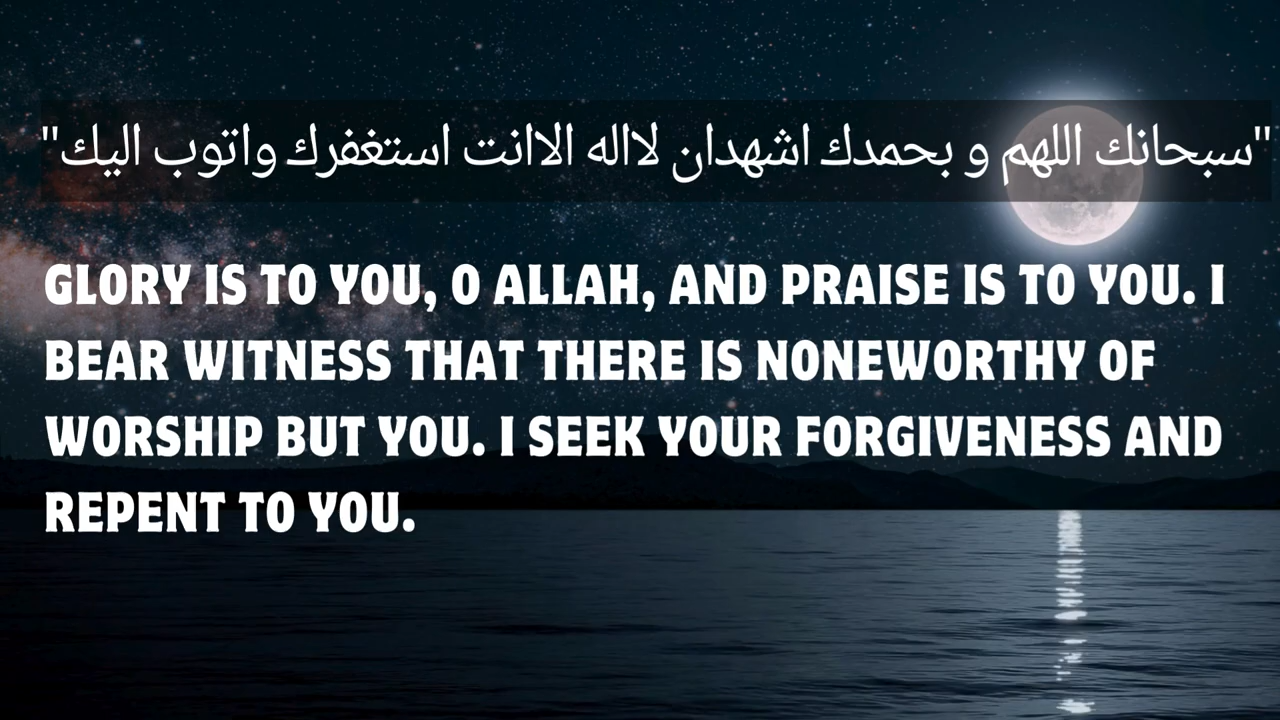 "سبحانك اللهم و بحمدك اشهدان لااله الاانت استغفرك واتوب اليك"
GLORY IS TO YOU, O ALLAH, AND PRAISE IS TO YOU. I
BEAR WITNESS THAT THERE IS NONEWORTHY OF
WORSHIP BUT YOU. I SEEK YOUR FORGIVENESS AND
REPENT TO YOU.